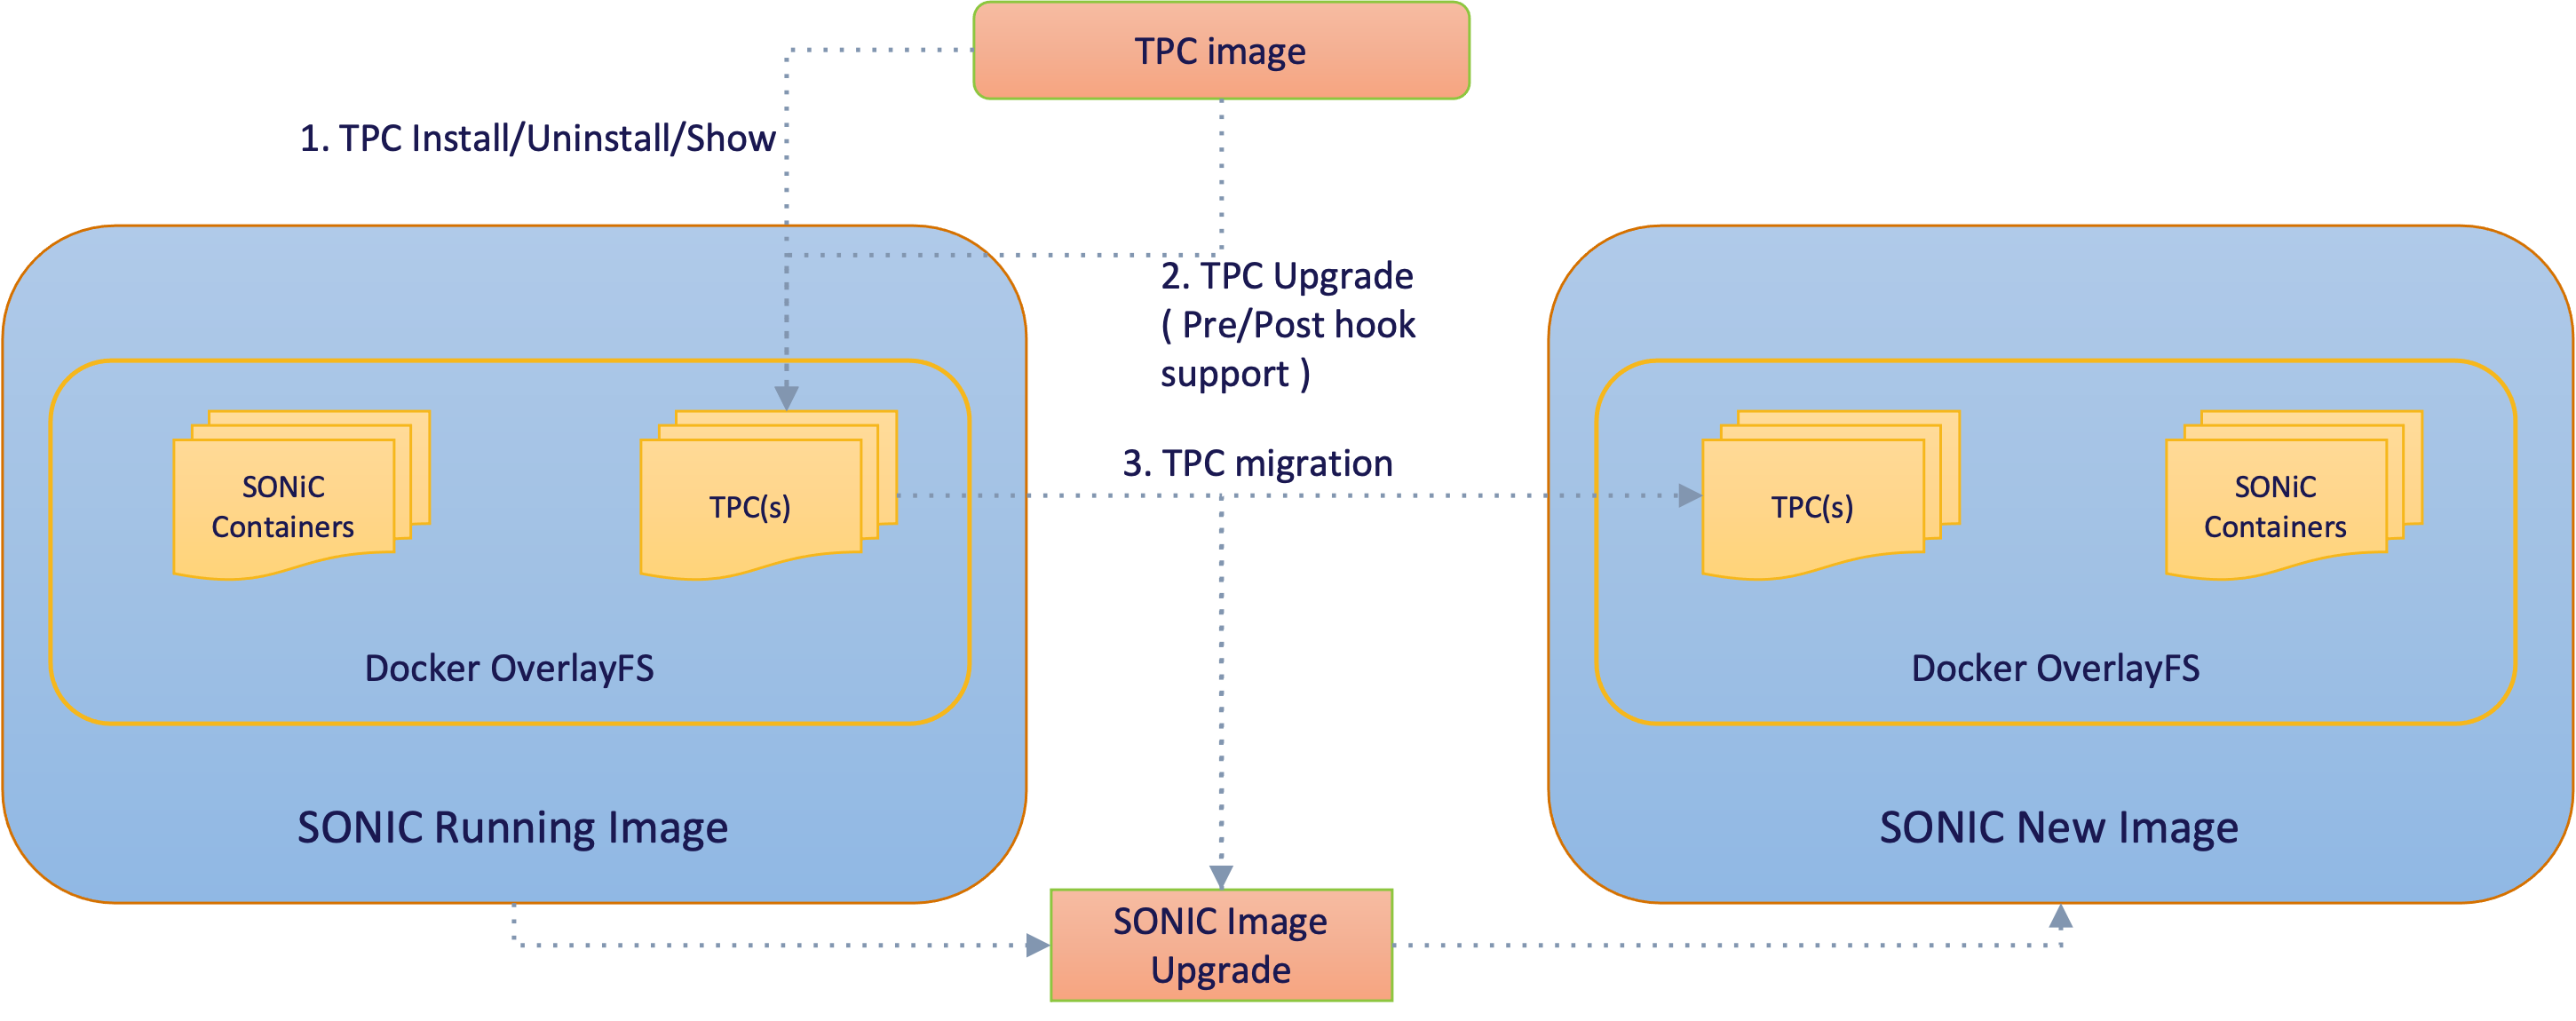 TPC image
1. TPC Install/Uninstall/Show
2. TPC Upgrade
( Pre/Post hook
support )
3. TPC migration
SONiC
Containers
TPC(s)
Docker OverlayFS
SONIC Running Image
TPC(s)
SONiC
Containers
Docker OverlayFS
SONIC New Image
SONIC Image
Upgrade